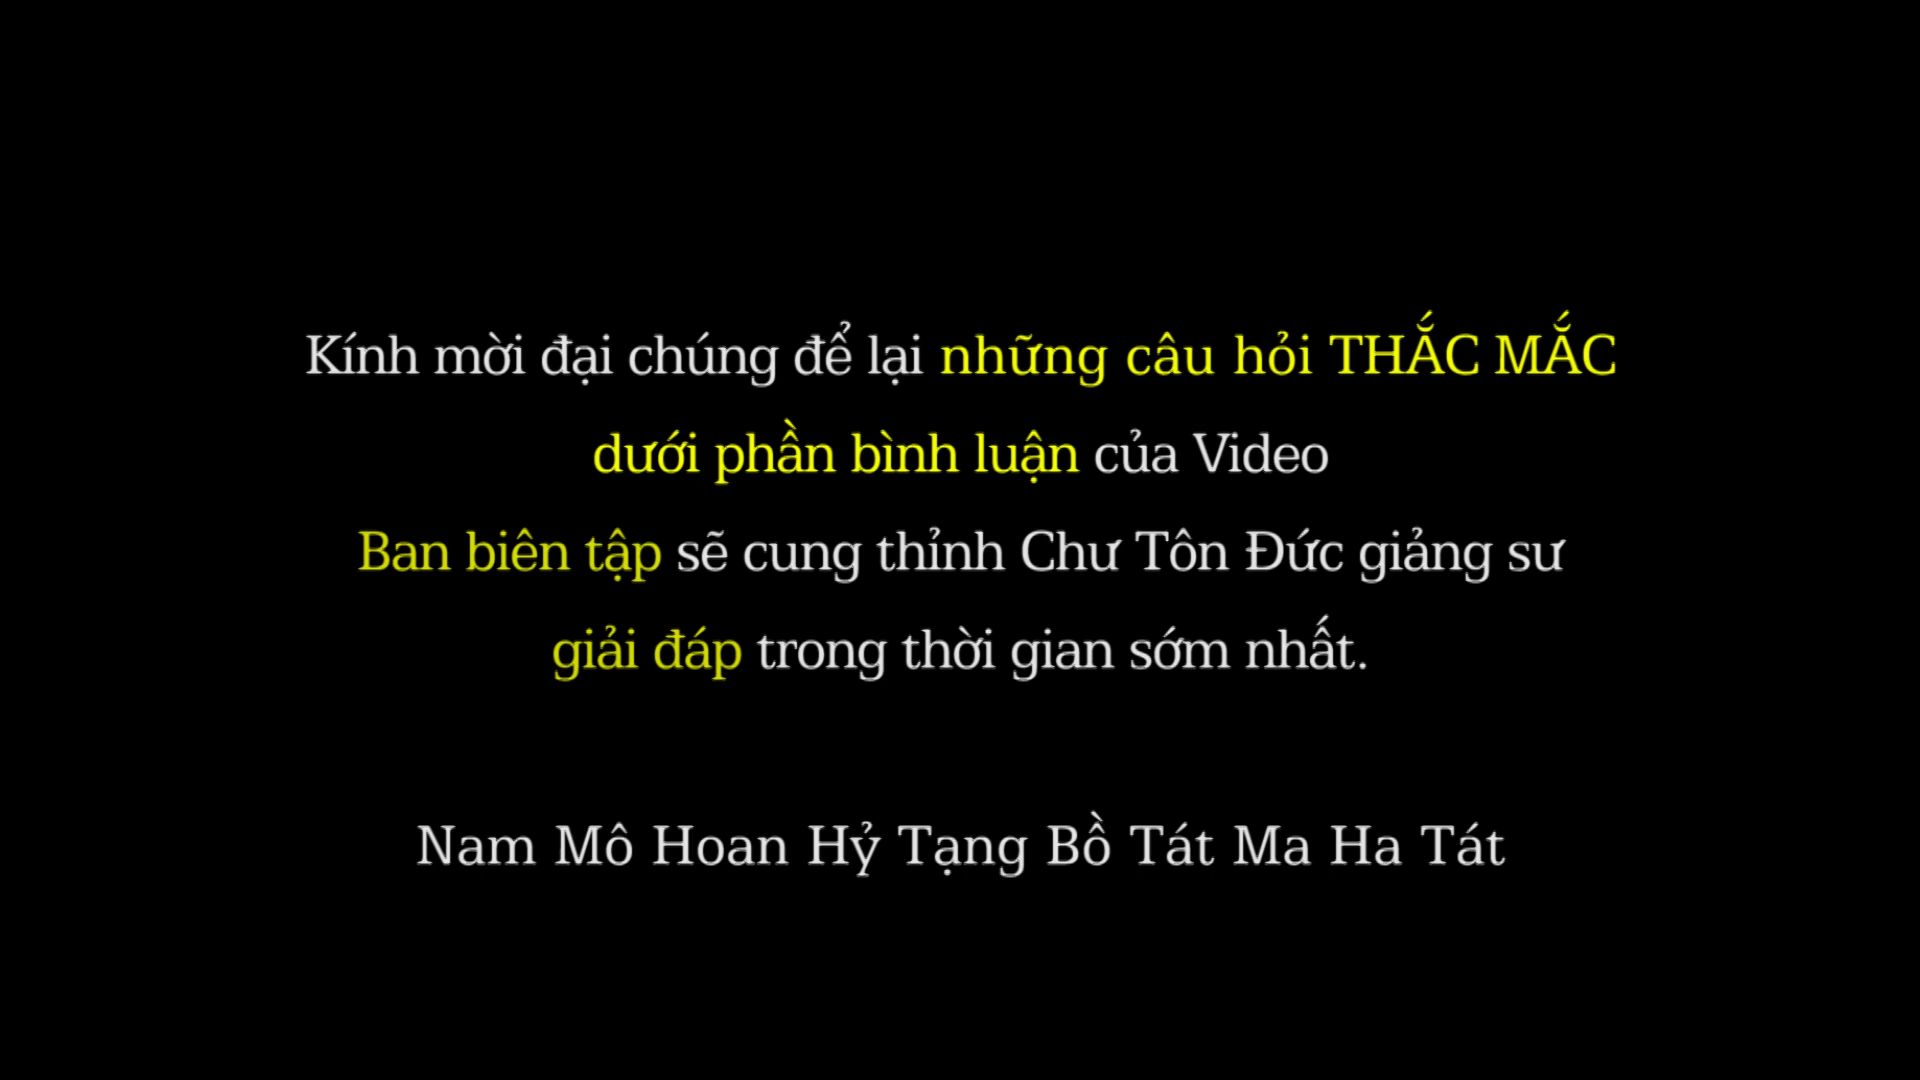 Kính mời đại chúng để lại những câu hỏi THẮC MẮC
dưới phần bình luận của Video
Ban biên tập sẽ cung thỉnh Chư Tôn Đức giảng sư
giải đáp trong thời gian sớm nhất.
Nam Mô Hoan Hỷ Tạng Bồ Tát Ma Ha Tát